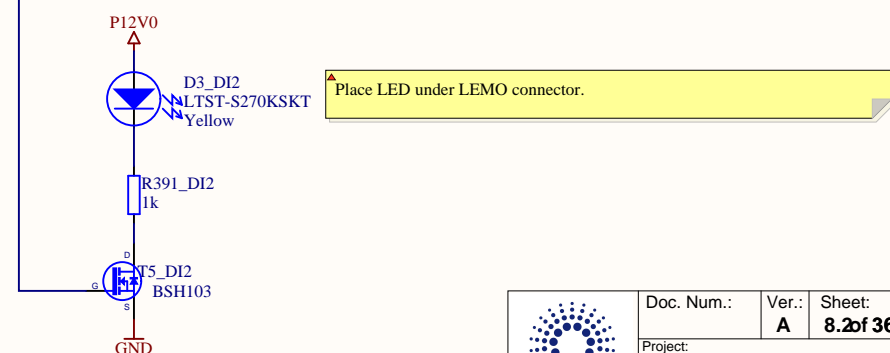 P12V0
D3_DI2
LTST-S270KSKT
Yellow
Place LED under LEMO connector.
R391_DI2
1k
D
T5_DI2
G
BSH103
S
GND
Doc. Num.: Ver.: Sheet:
A 8.2of 36
Project: